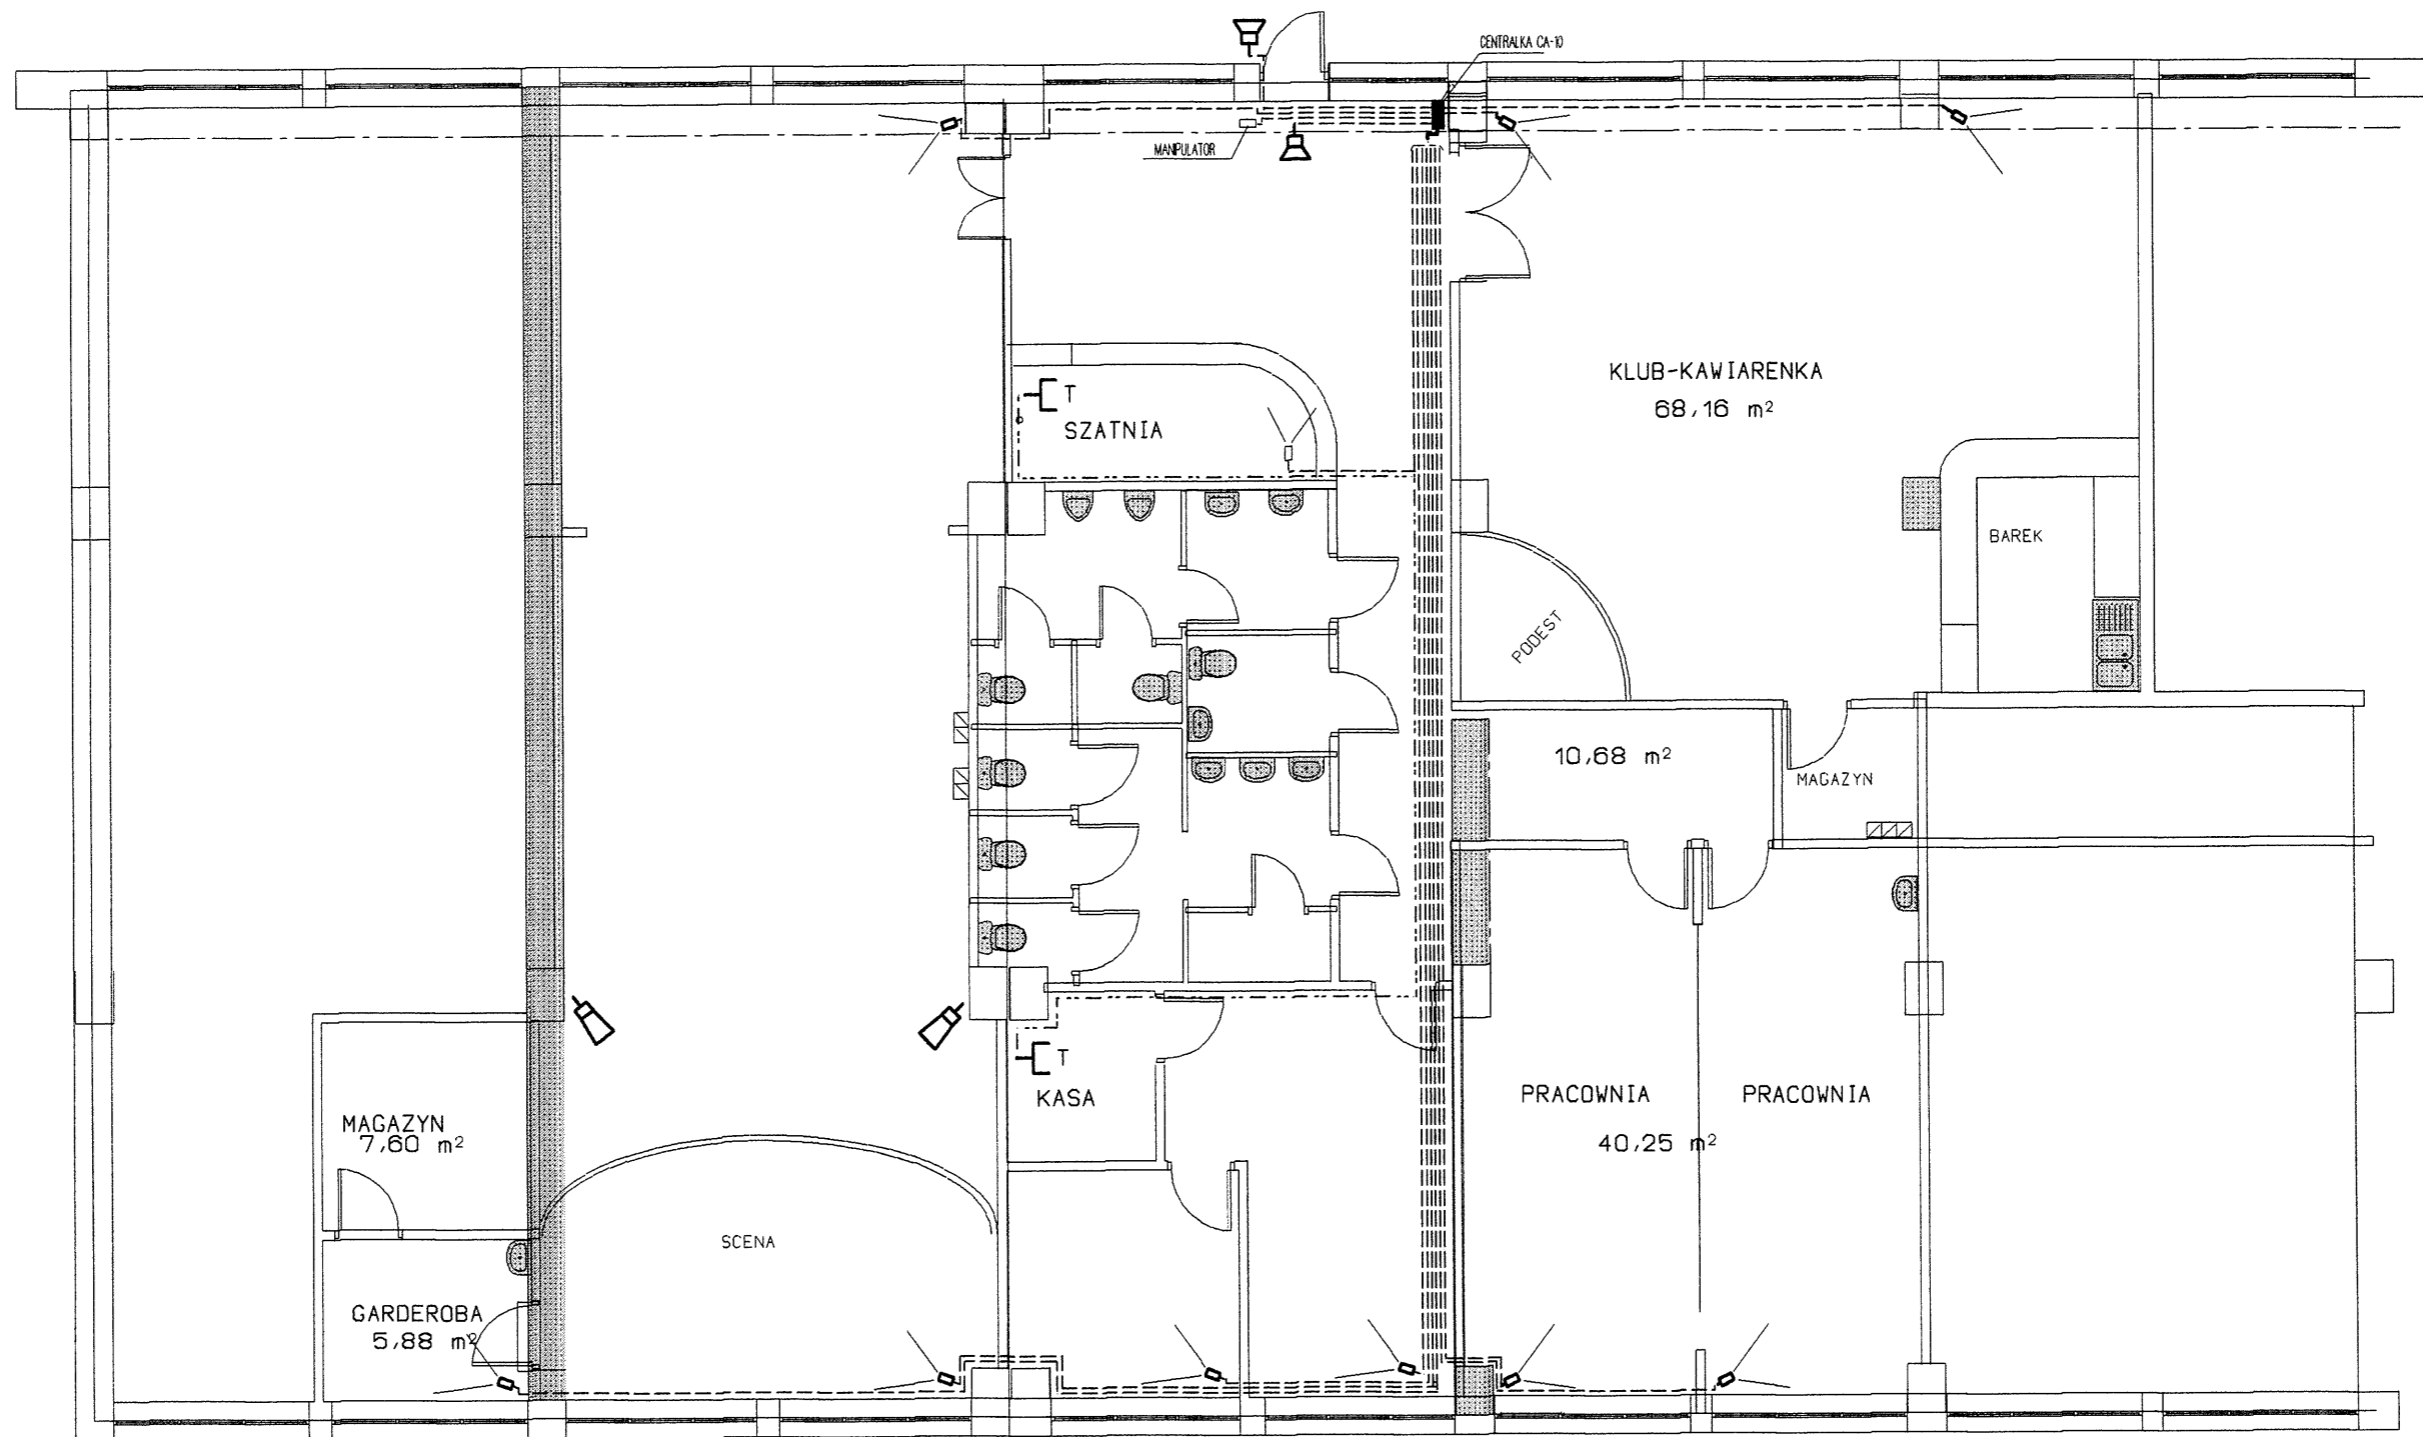 CENTRALKA CA-10
MANIPULATOR
T
SZATNIA
KLUB-KAWIARENKA
68,16 m²
BAREK
PODEST
10,68 m²
MAGAZYN
T
KASA
PRACOWNIA
PRACOWNIA
40,25 m²
MAGAZYN
7,60 m²
SCENA
GARDEROBA
5,88 m²